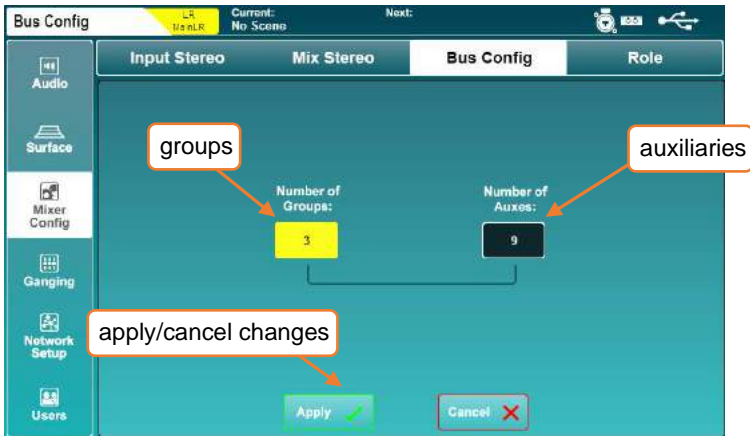 Bus Config
LR
MainLR
Current:
No Scene
Next:
Input Stereo
Mix Stereo
Bus Config
Role
Audio
Surface
Mixer
Config
Ganging
Network
Setup
Users
groups
auxiliaries
Number of
Groups:
Number of
Auxes:
3
9
apply/cancel changes
Apply
Cancel